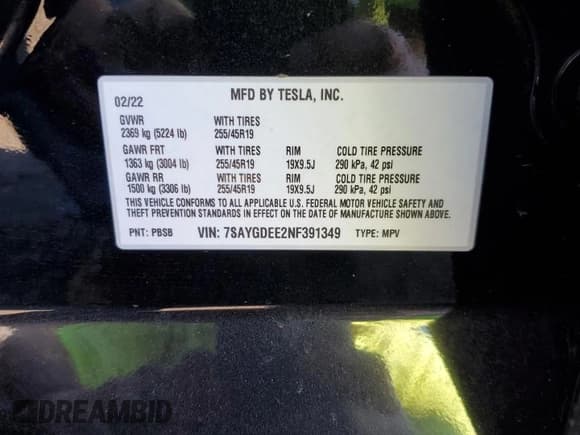 MFD BY TESLA, INC.
02/22
GVWR WITH TIRES
2369 kg (5224 lb) 255/45R19
GAWR FRT WITH TIRES RIM COLD TIRE PRESSURE
1363 kg (3004 lb) 255/45R19 19X9.5J 290 kPa, 42 psi
GAWR RR WITH TIRES RIM COLD TIRE PRESSURE
1500 kg (3306 lb) 255/45R19 19X9.5J 290 kPa, 42 psi
THIS VEHICLE CONFORMS TO ALL APPLICABLE U.S. FEDERAL MOTOR VEHICLE SAFETY AND
THEFT PREVENTION STANDARDS IN EFFECT ON THE DATE OF MANUFACTURE SHOWN ABOVE.
PNT: PBSB VIN: 7SAYGDEE2NF391349 TYPE: MPV
DREAMBID